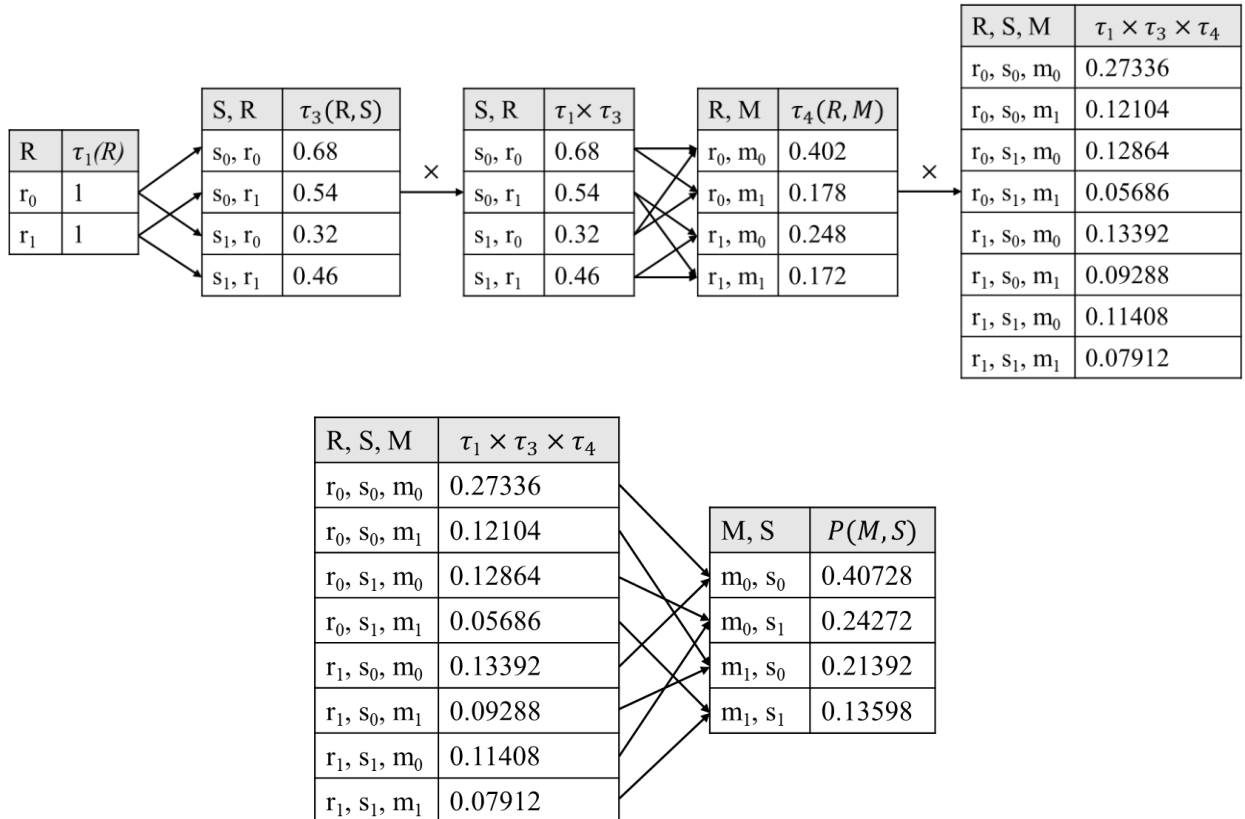 R τ₁(R)
r₀ 1
r₁ 1
S, R τ₃(R, S)
s₀, r₀ 0.68
s₀, r₁ 0.54
s₁, r₀ 0.32
s₁, r₁ 0.46
×
S, R τ₁× τ₃
s₀, r₀ 0.68
s₀, r₁ 0.54
s₁, r₀ 0.32
s₁, r₁ 0.46
R, M τ₄(R, M)
r₀, m₀ 0.402
r₀, m₁ 0.178
r₁, m₀ 0.248
r₁, m₁ 0.172
×
R, S, M τ₁ × τ₃ × τ₄
r₀, s₀, m₀ 0.27336
r₀, s₀, m₁ 0.12104
r₀, s₁, m₀ 0.12864
r₀, s₁, m₁ 0.05686
r₁, s₀, m₀ 0.13392
r₁, s₀, m₁ 0.09288
r₁, s₁, m₀ 0.11408
r₁, s₁, m₁ 0.07912
R, S, M τ₁ × τ₃ × τ₄
r₀, s₀, m₀ 0.27336
r₀, s₀, m₁ 0.12104
r₀, s₁, m₀ 0.12864
r₀, s₁, m₁ 0.05686
r₁, s₀, m₀ 0.13392
r₁, s₀, m₁ 0.09288
r₁, s₁, m₀ 0.11408
r₁, s₁, m₁ 0.07912
M, S P(M, S)
m₀, s₀ 0.40728
m₀, s₁ 0.24272
m₁, s₀ 0.21392
m₁, s₁ 0.13598